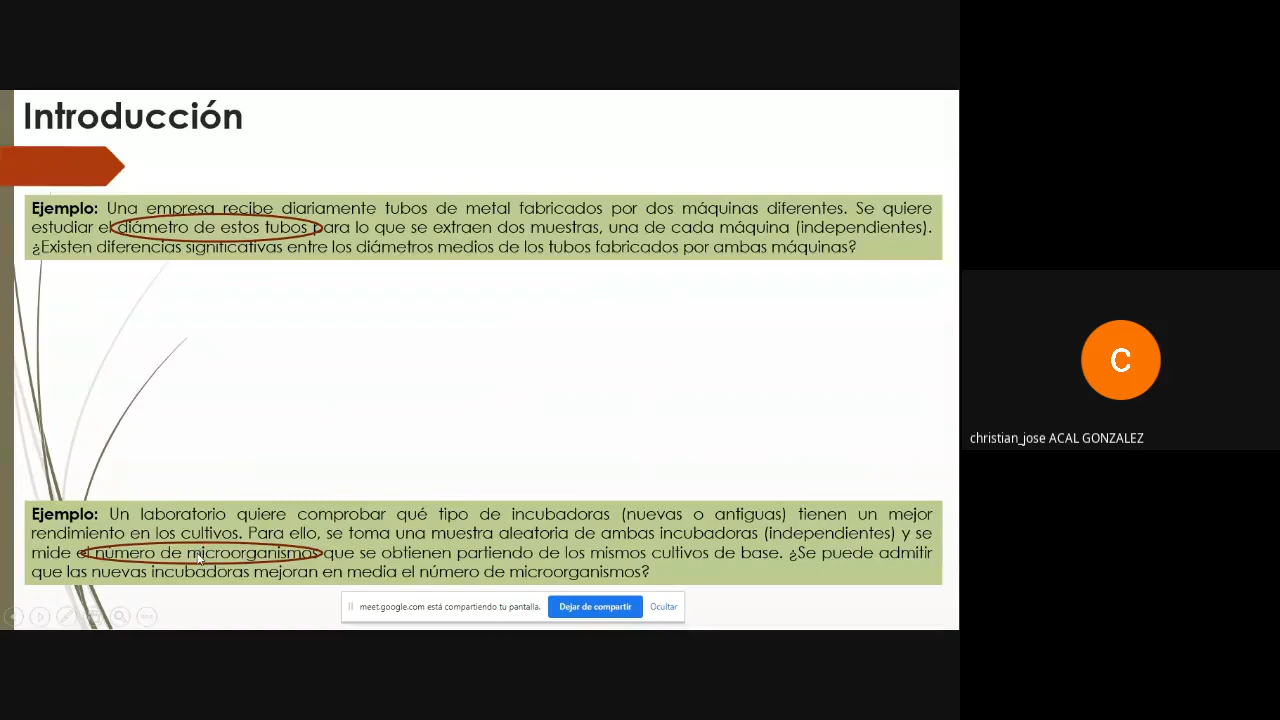 Introducción
Ejemplo: Una empresa recibe diariamente tubos de metal fabricados por dos máquinas diferentes. Se quiere
estudiar el diámetro de estos tubos para lo que se extraen dos muestras, una de cada máquina (independientes).
¿Existen diferencias significativas entre los diámetros medios de los tubos fabricados por ambas máquinas?
C
christian_jose ACAL GONZALEZ
Ejemplo: Un laboratorio quiere comprobar qué tipo de incubadoras (nuevas o antiguas) tienen un mejor
rendimiento en los cultivos. Para ello, se toma una muestra aleatoria de ambas incubadoras (independientes) y se
mide el número de microorganismos que se obtienen partiendo de los mismos cultivos de base. ¿Se puede admitir
que las nuevas incubadoras mejoran en media el número de microorganismos?
meet.google.com está compartiendo tu pantalla. Dejar de compartir Ocultar